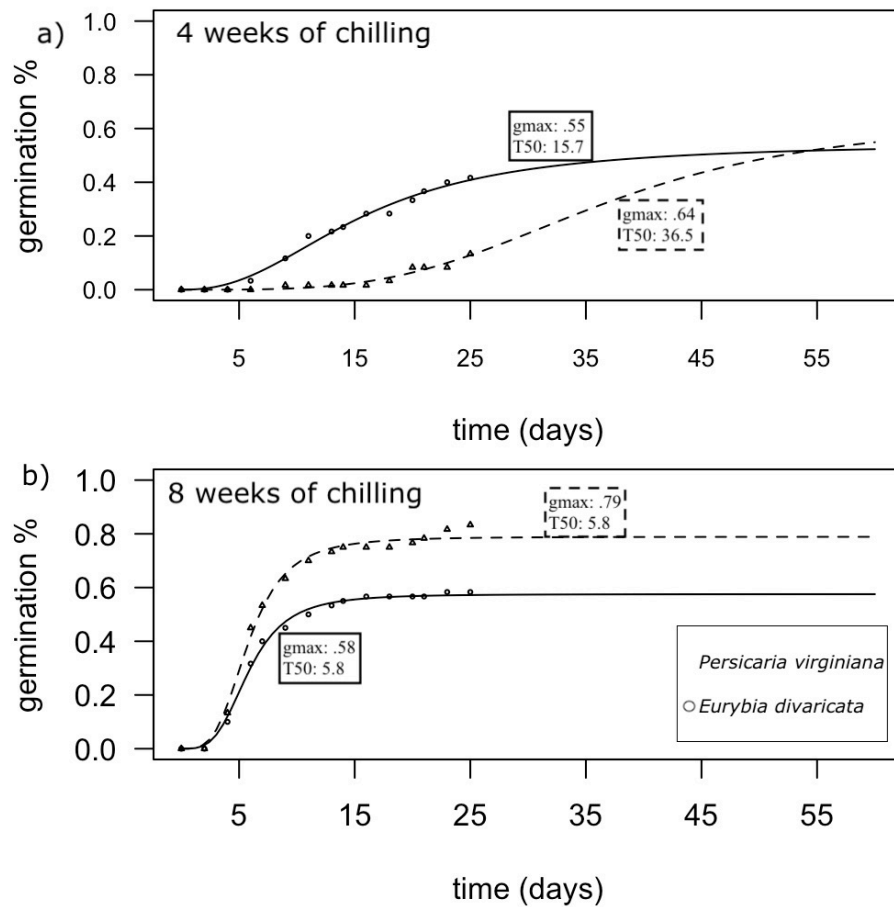 a)
4 weeks of chilling
germination %
1.0
0.8
0.6
0.4
0.2
0.0
gmax: .55
T50: 15.7
gmax: .64
T50: 36.5
5 15 25 35 45 55
time (days)
b)
8 weeks of chilling
germination %
1.0
0.8
0.6
0.4
0.2
0.0
gmax: .79
T50: 5.8
gmax: .58
T50: 5.8
Persicaria virginiana
Eurybia divaricata
5 15 25 35 45 55
time (days)